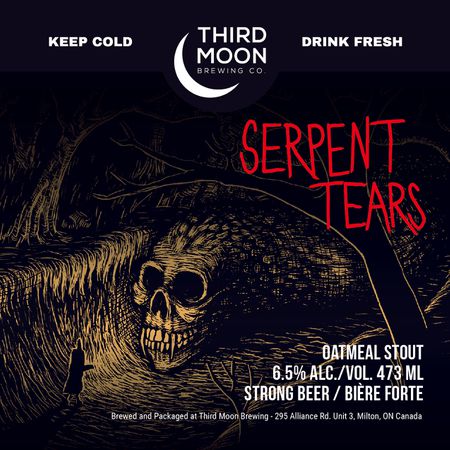 KEEP COLD
THIRD
MOON
BREWING CO.
DRINK FRESH
SERPENT
TEARS
OATMEAL STOUT
6.5% ALC./VOL. 473 ML
STRONG BEER / BIÈRE FORTE
Brewed and Packaged at Third Moon Brewing - 295 Alliance Rd. Unit 3, Milton, ON Canada